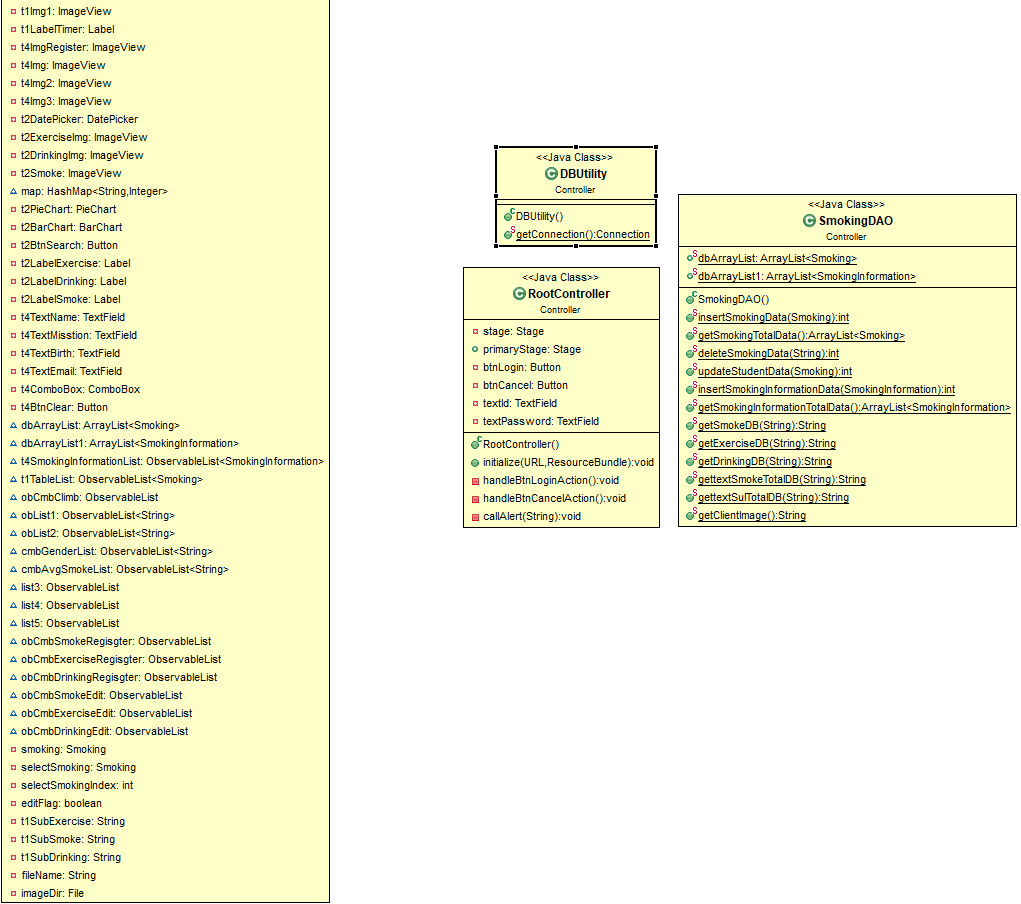 t1Img1: ImageView
t1LabelTimer: Label
t4ImgRegister: ImageView
t4Img: ImageView
t4Img2: ImageView
t4Img3: ImageView
t2DatePicker: DatePicker
t2ExerciseImg: ImageView
t2DrinkingImg: ImageView
t2Smoke: ImageView
map: HashMap<String,Integer>
t2PieChart: PieChart
t2BarChart: BarChart
t2BtnSearch: Button
t2LabelExercise: Label
t2LabelDrinking: Label
t2LabelSmoke: Label
t4TextName: TextField
t4TextMisstion: TextField
t4TextBirth: TextField
t4TextEmail: TextField
t4ComboBox: ComboBox
t4BtnClear: Button
dbArrayList: ArrayList<Smoking>
dbArrayList1: ArrayList<SmokingInformation>
t4SmokingInformationList: ObservableList<SmokingInformation>
t1TableList: ObservableList<Smoking>
obCmbClimb: ObservableList
obList1: ObservableList<String>
obList2: ObservableList<String>
cmbGenderList: ObservableList<String>
cmbAvgSmokeList: ObservableList<String>
list3: ObservableList
list4: ObservableList
list5: ObservableList
obCmbSmokeRegisgter: ObservableList
obCmbExerciseRegisgter: ObservableList
obCmbDrinkingRegisgter: ObservableList
obCmbSmokeEdit: ObservableList
obCmbExerciseEdit: ObservableList
obCmbDrinkingEdit: ObservableList
smoking: Smoking
selectSmoking: Smoking
selectSmokingIndex: int
editFlag: boolean
t1SubExercise: String
t1SubSmoke: String
t1SubDrinking: String
fileName: String
imageDir: File
<<Java Class>>
C DBUtility
Controller
C DBUtility()
S getConnection():Connection
<<Java Class>>
C RootController
Controller
stage: Stage
primaryStage: Stage
btnLogin: Button
btnCancel: Button
textId: TextField
textPassword: TextField
C RootController()
initialize(URL,ResourceBundle):void
handleBtnLoginAction():void
handleBtnCancelAction():void
callAlert(String):void
<<Java Class>>
C SmokingDAO
Controller
S dbArrayList: ArrayList<Smoking>
S dbArrayList1: ArrayList<SmokingInformation>
C SmokingDAO()
S insertSmokingData(Smoking):int
S getSmokingTotalData():ArrayList<Smoking>
S deleteSmokingData(String):int
S updateStudentData(Smoking):int
S insertSmokingInformationData(SmokingInformation):int
S getSmokingInformationTotalData():ArrayList<SmokingInformation>
S getSmokeDB(String):String
S getExerciseDB(String):String
S getDrinkingDB(String):String
S gettextSmokeTotalDB(String):String
S gettextSulTotalDB(String):String
S getClientImage():String